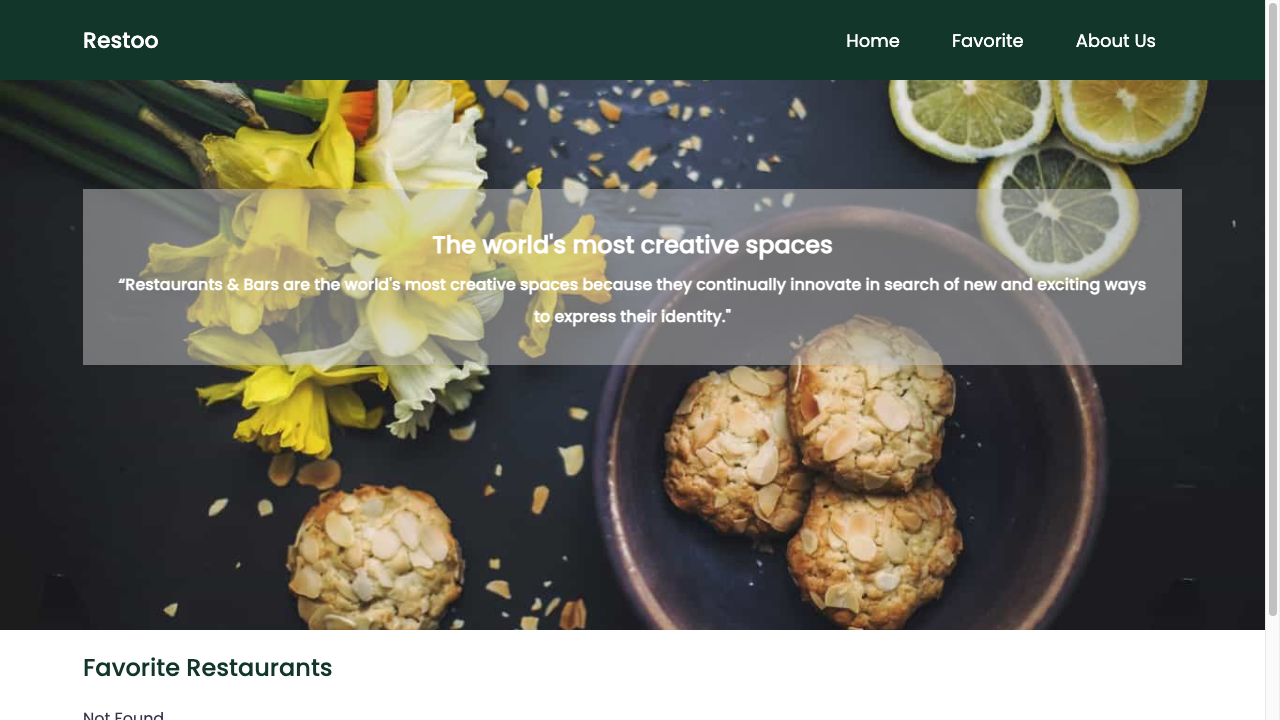 Restoo
Home
Favorite
About Us
The world's most creative spaces
“Restaurants & Bars are the world's most creative spaces because they continually innovate in search of new and exciting ways
to express their identity."
Favorite Restaurants
Not Found